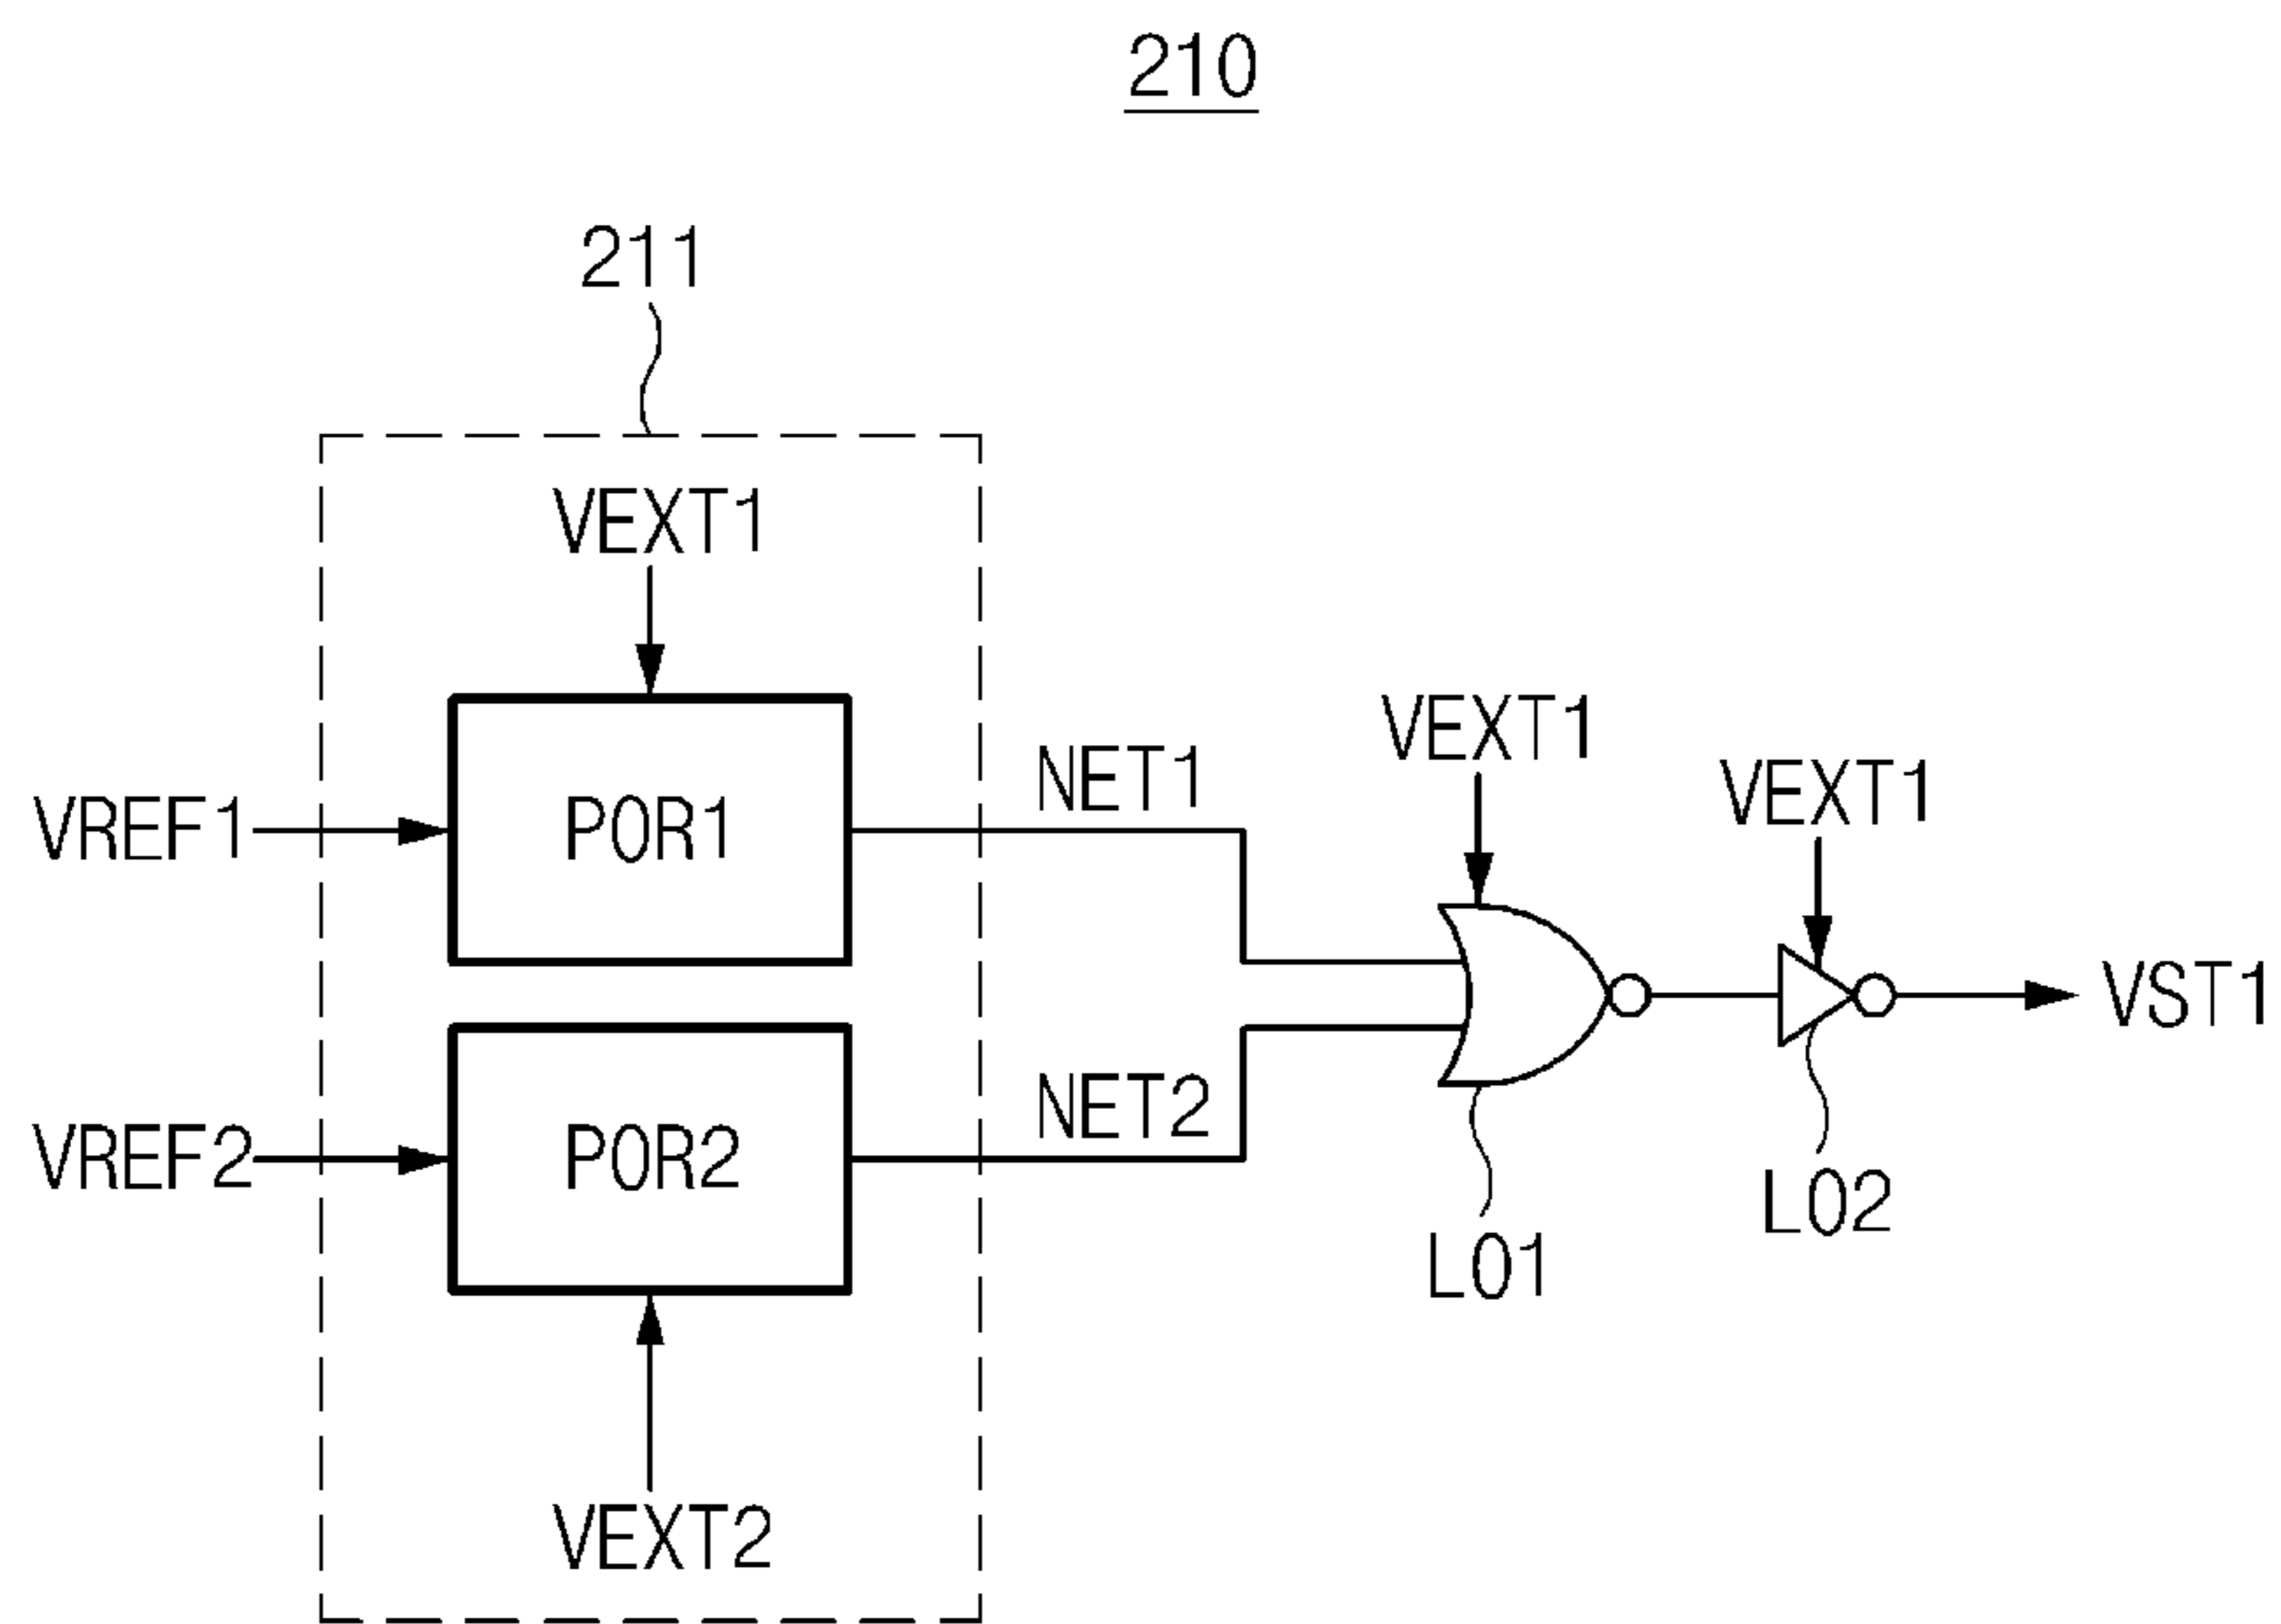 210
211
VEXT1
VREF1
POR1
NET1
VEXT1
VEXT1
VST1
VREF2
POR2
NET2
LO1
LO2
VEXT2